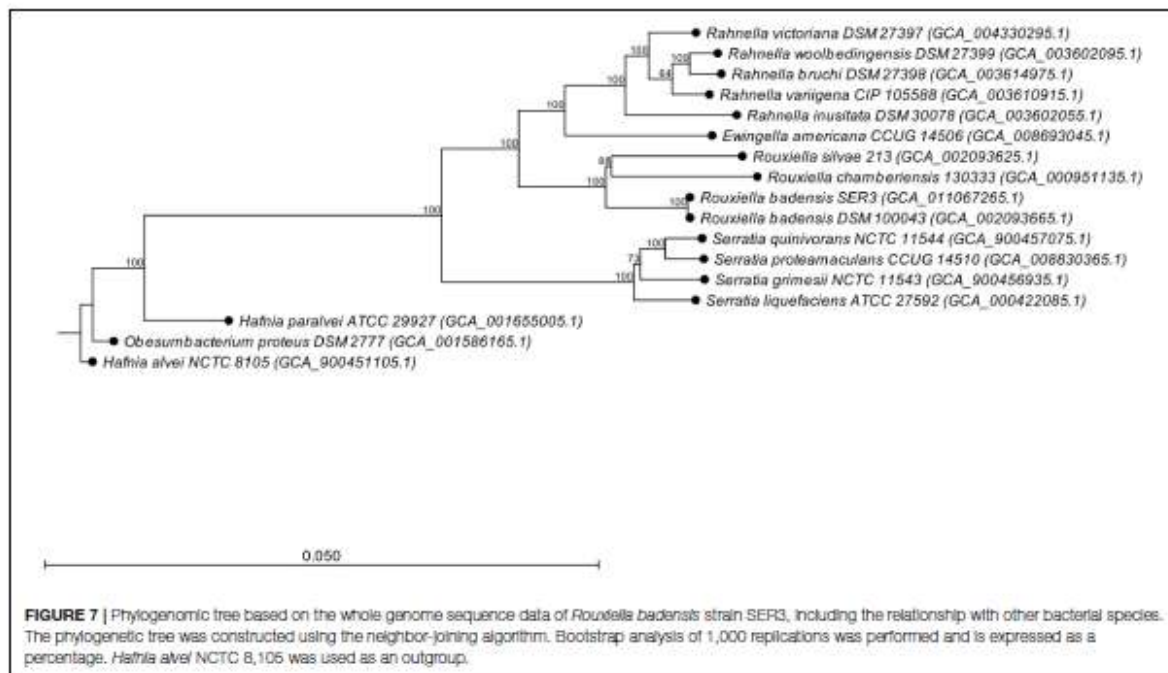 Rahnella victoriana DSM 27397 (GCA_004330295.1)
100
Rahnella woolbedingensis DSM 27399 (GCA_003602095.1)
100
64
Rahnella bruchi DSM 27398 (GCA_003614975.1)
100
Rahnella variigena CIP 105588 (GCA_003610915.1)
100
Rahnella inusitata DSM 30078 (GCA_003602055.1)
Ewingella americana CCUG 14506 (GCA_008693045.1)
100
Rouxiella silvae 213 (GCA_002093625.1)
Rouxiella chamberiensis 130333 (GCA_000951135.1)
100
Rouxiella badensis SER3 (GCA_011067265.1)
100
Rouxiella badensis DSM 100043 (GCA_002093665.1)
100
Serratia quinivorans NCTC 11544 (GCA_900457075.1)
100
Serratia proteamaculans CCUG 14510 (GCA_008830365.1)
73
100
Serratia grimesii NCTC 11543 (GCA_900456935.1)
100
Serratia liquefaciens ATCC 27592 (GCA_000422085.1)
Hafnia paralvei ATCC 29927 (GCA_001655005.1)
Obesumbacterium proteus DSM 2777 (GCA_001586165.1)
Hafnia alvei NCTC 8105 (GCA_900451105.1)
0.050
FIGURE 7 | Phylogenomic tree based on the whole genome sequence data of Rouxiella badensis strain SER3, including the relationship with other bacterial species.
The phylogenetic tree was constructed using the neighbor-joining algorithm. Bootstrap analysis of 1,000 replications was performed and is expressed as a
percentage. Hafnia alvei NCTC 8,105 was used as an outgroup.